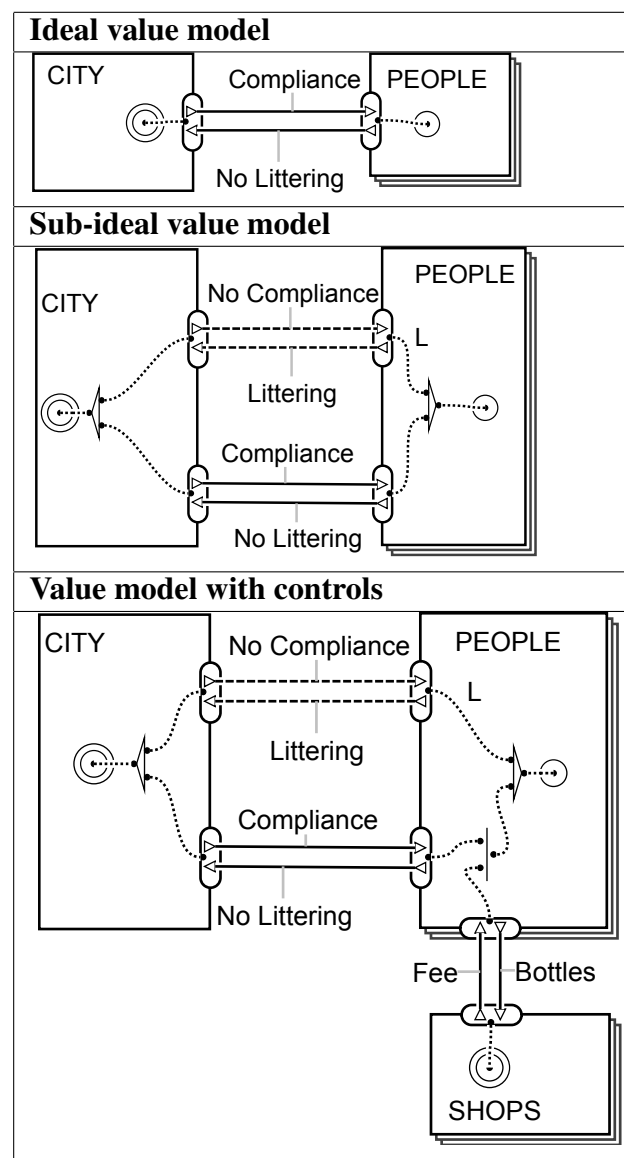 Ideal value model
CITY
Compliance
PEOPLE
No Littering
Sub-ideal value model
PEOPLE
No Compliance
CITY
L
Littering
Compliance
No Littering
Value model with controls
CITY
No Compliance
PEOPLE
L
Littering
Compliance
No Littering
Fee
Bottles
SHOPS